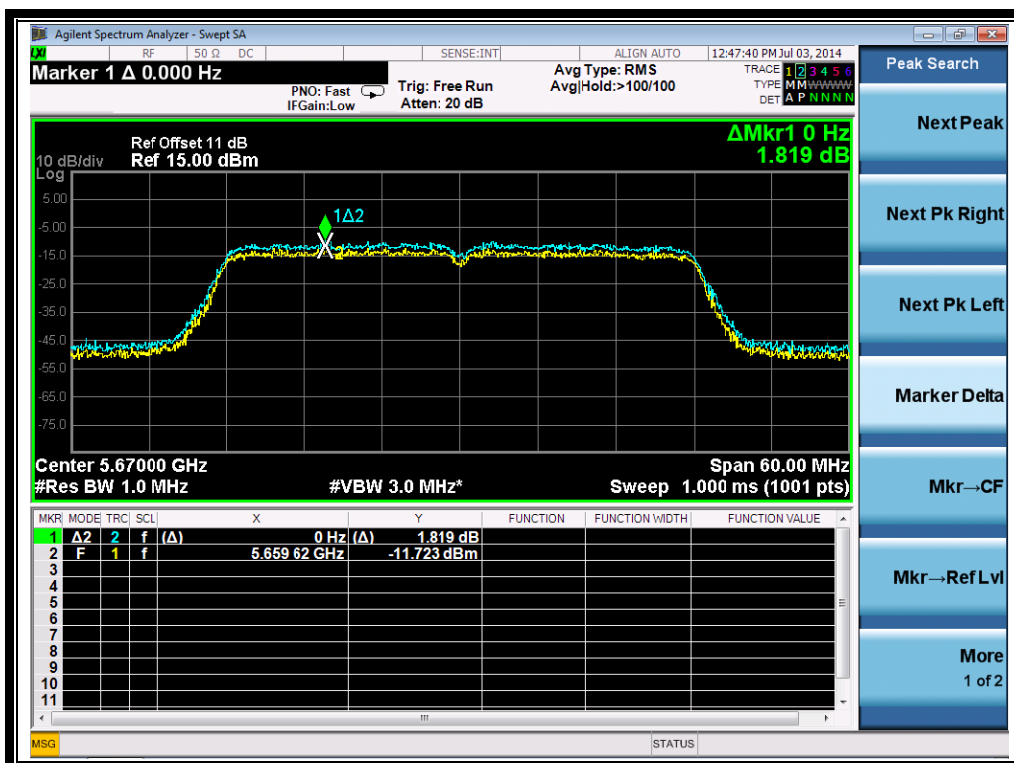 Agilent Spectrum Analyzer - Swept SA
LXI RF 50 Ω DC SENSE:INT ALIGN AUTO 12:47:40 PM Jul 03, 2014
Marker 1 Δ 0.000 Hz
PNO: Fast
IFGain:Low
Trig: Free Run
Atten: 20 dB
Avg Type: RMS
Avg|Hold:>100/100
TRACE 1 2 3 4 5 6
TYPE M M W W W W
DET A P N N N N
Peak Search
Next Peak
Next Pk Right
Next Pk Left
Marker Delta
Mkr→CF
Mkr→Ref Lvl
More
1 of 2
ΔMkr1 0 Hz
1.819 dB
Ref Offset 11 dB
10 dB/div Ref 15.00 dBm
Log
5.00
-5.00
-15.0
-25.0
-35.0
-45.0
-55.0
-65.0
-75.0
1Δ2
Center 5.67000 GHz Span 60.00 MHz
#Res BW 1.0 MHz #VBW 3.0 MHz* Sweep 1.000 ms (1001 pts)
MKR MODE TRC SCL X Y FUNCTION FUNCTION WIDTH FUNCTION VALUE
1 Δ2 2 f (Δ) 0 Hz (Δ) 1.819 dB
2 F 1 f 5.659 62 GHz -11.723 dBm
3
4
5
6
7
8
9
10
11
MSG STATUS